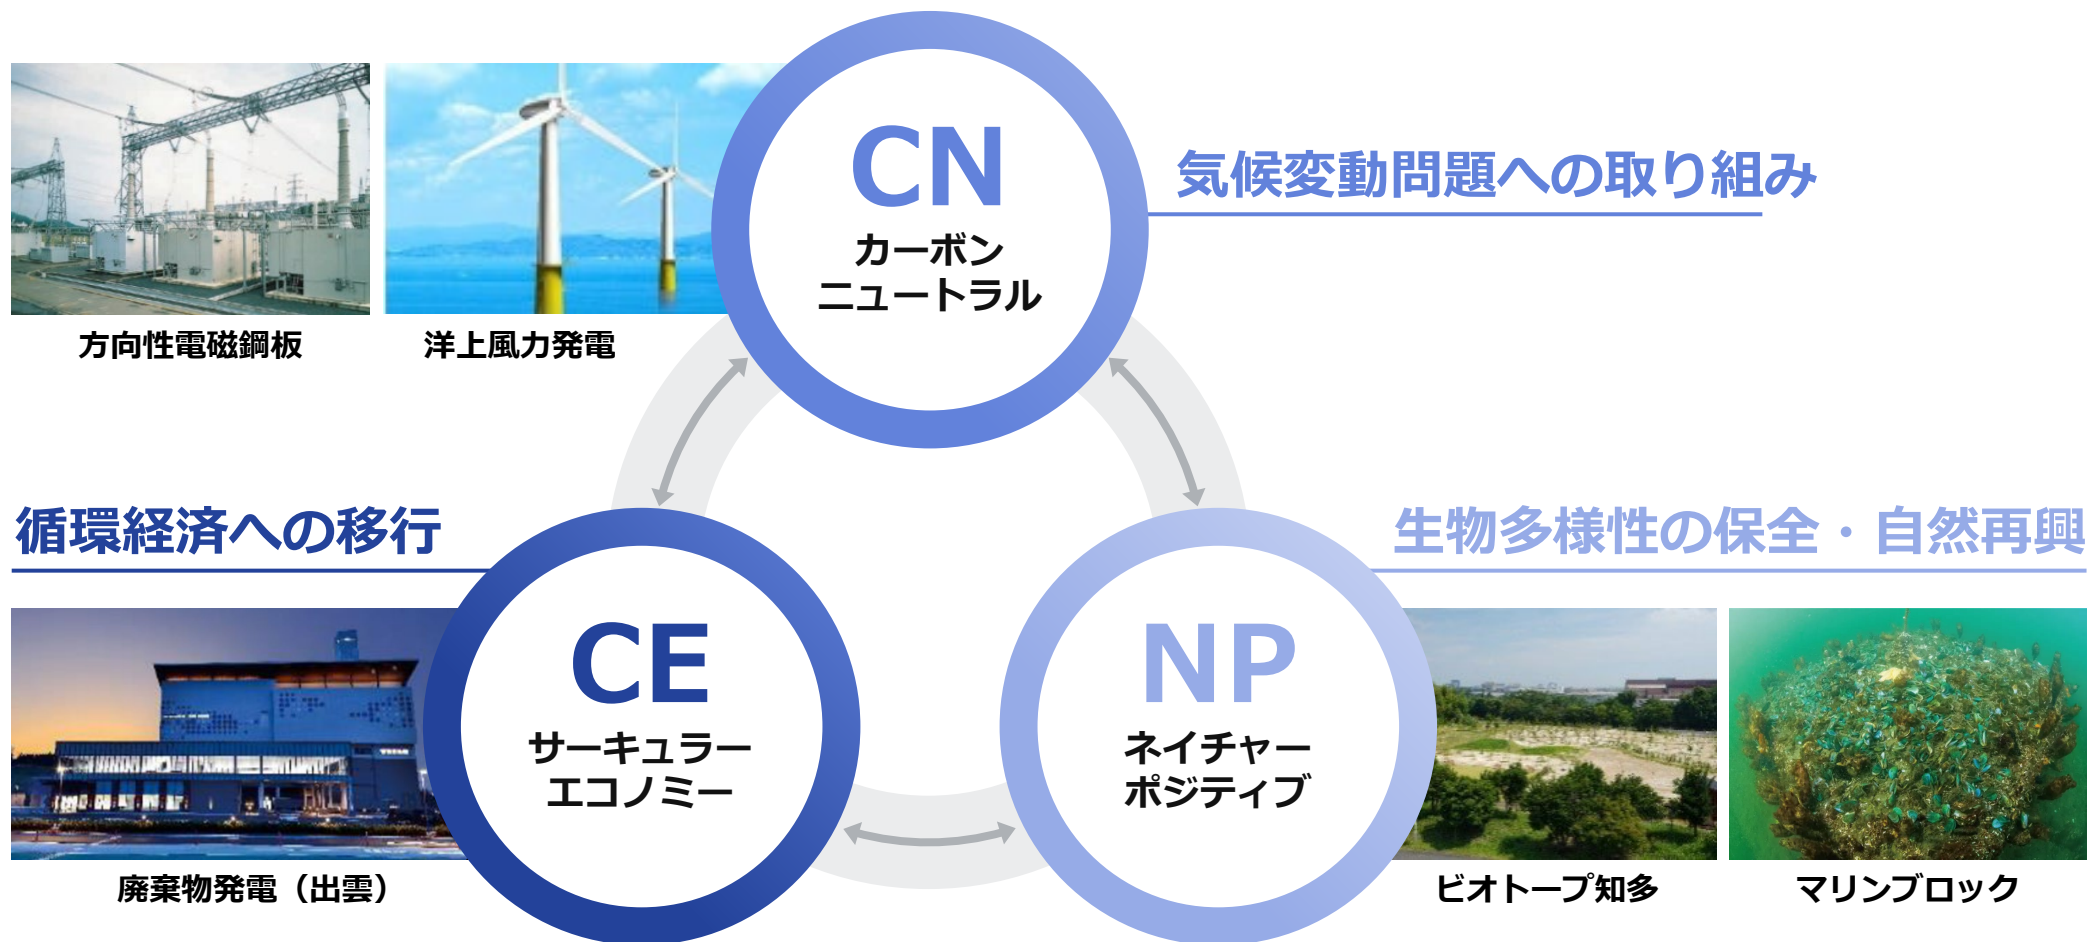 CN
カーボン
ニュートラル
気候変動問題への取り組み
方向性電磁鋼板
洋上風力発電
循環経済への移行
CE
サーキュラー
エコノミー
廃棄物発電（出雲）
生物多様性の保全・自然再興
NP
ネイチャー
ポジティブ
ビオトープ知多
マリンブロック